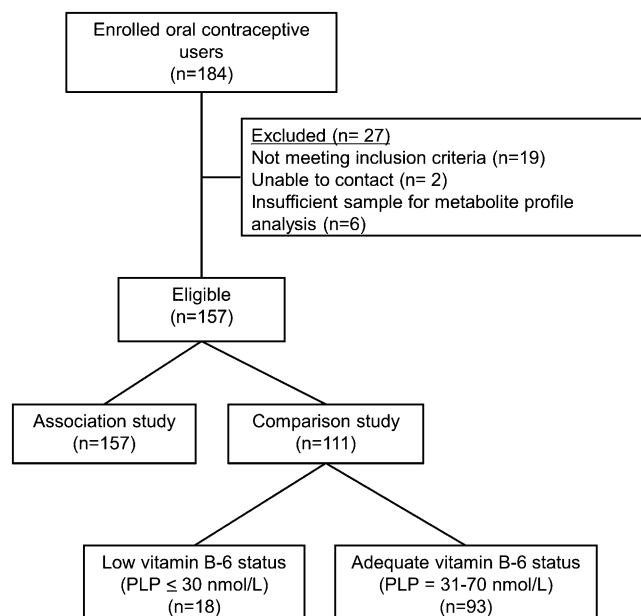 Enrolled oral contraceptive
users
(n=184)
Excluded (n= 27)
Not meeting inclusion criteria (n=19)
Unable to contact (n= 2)
Insufficient sample for metabolite profile
analysis (n=6)
Eligible
(n=157)
Association study
(n=157)
Comparison study
(n=111)
Low vitamin B-6 status
(PLP ≤ 30 nmol/L)
(n=18)
Adequate vitamin B-6 status
(PLP = 31-70 nmol/L)
(n=93)